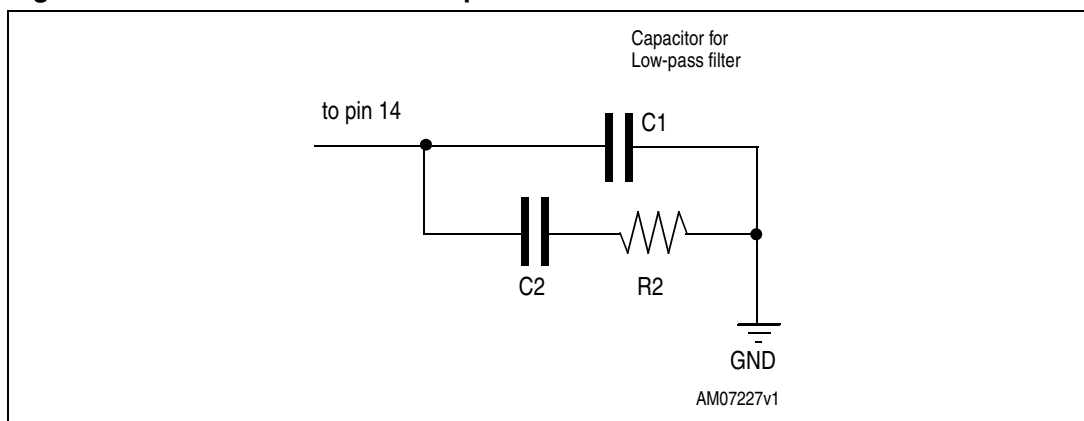 Capacitor for
Low-pass filter
to pin 14
C1
C2
R2
GND
AM07227v1